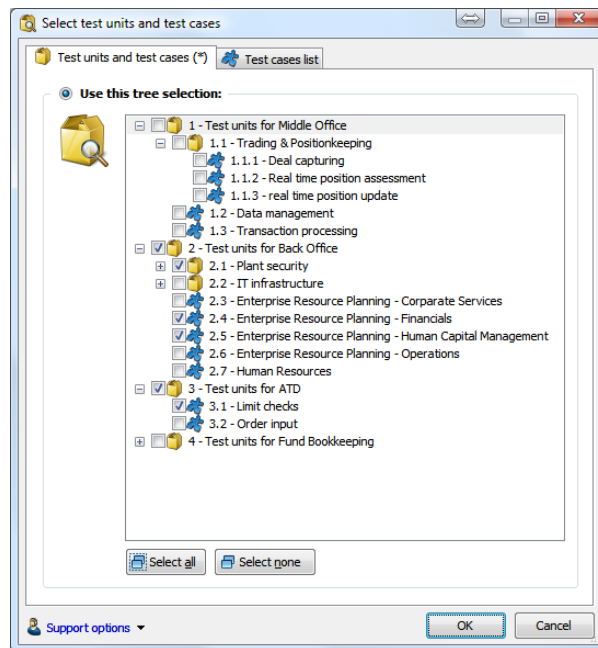 Select test units and test cases
Test units and test cases (*)
Test cases list
Use this tree selection:
1 - Test units for Middle Office
1.1 - Trading & Positionkeeping
1.1.1 - Deal capturing
1.1.2 - Real time position assessment
1.1.3 - real time position update
1.2 - Data management
1.3 - Transaction processing
2 - Test units for Back Office
2.1 - Plant security
2.2 - IT infrastructure
2.3 - Enterprise Resource Planning - Corparate Services
2.4 - Enterprise Resource Planning - Financials
2.5 - Enterprise Resource Planning - Human Capital Management
2.6 - Enterprise Resource Planning - Operations
2.7 - Human Resources
3 - Test units for ATD
3.1 - Limit checks
3.2 - Order input
4 - Test units for Fund Bookkeeping
Select all
Select none
Support options
OK
Cancel